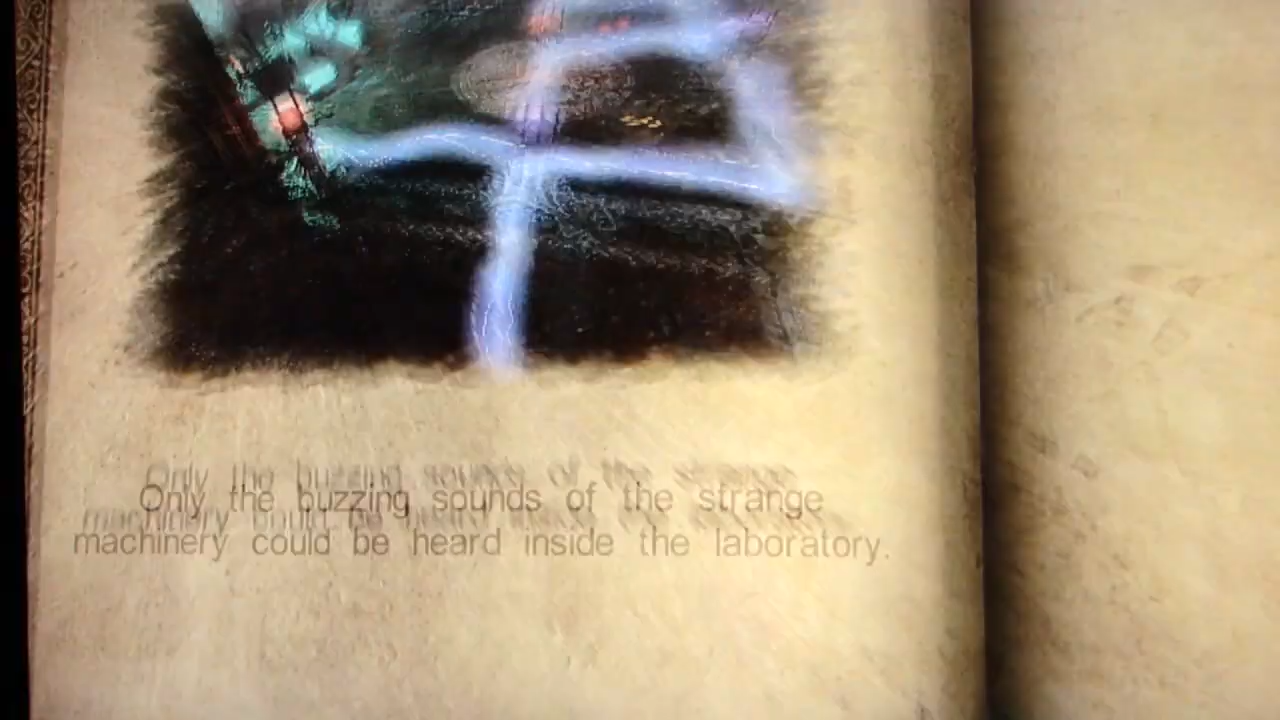 Only the buzzing sounds of the strange
machinery could be heard inside the laboratory.